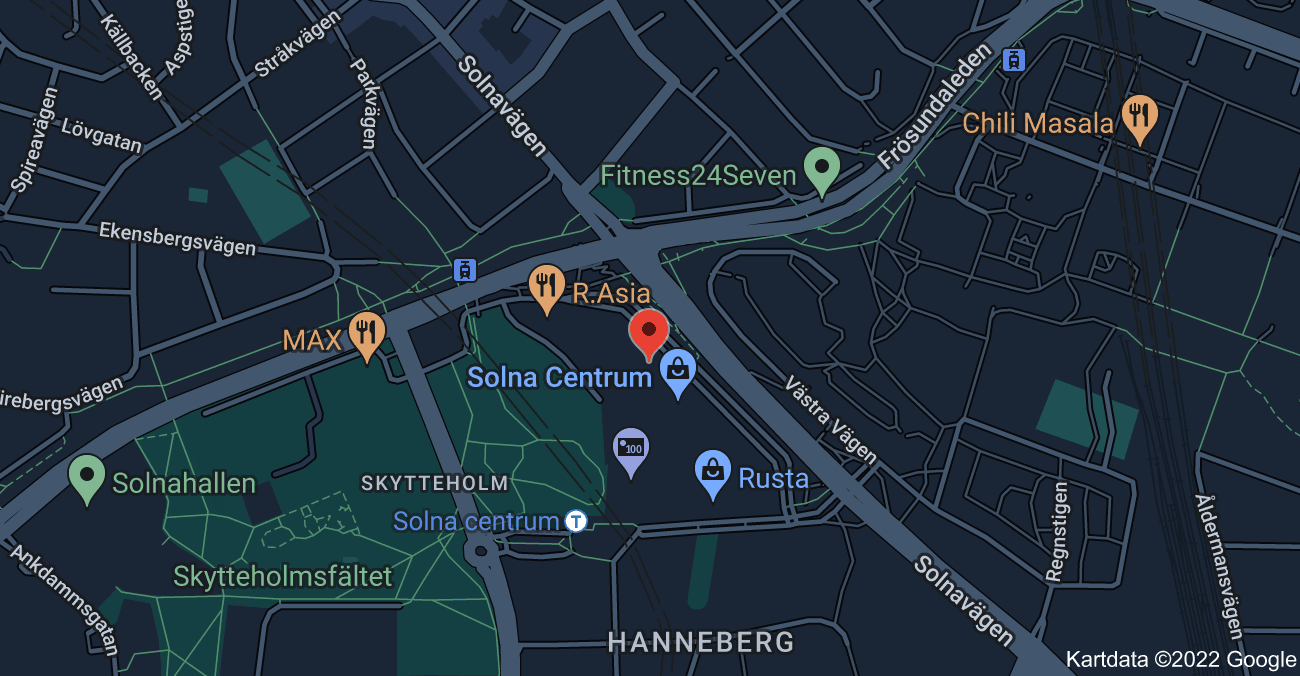 Källbacken
Aspstige
Stråkvägen
Parkvägen
Solnavägen
Frösundaleden
Spireavägen
Lövgatan
Chili Masala
Fitness24Seven
Ekensbergsvägen
R.Asia
MAX
Solna Centrum
irebergsvägen
Västra Vägen
100
Rusta
Solnahallen
SKYTTEHOLM
Solna centrum
T
Regnstigen
Åldermansvägen
Ankdammsgatan
Skytteholmsfältet
Solnavägen
HANNEBERG
Kartdata ©2022 Google